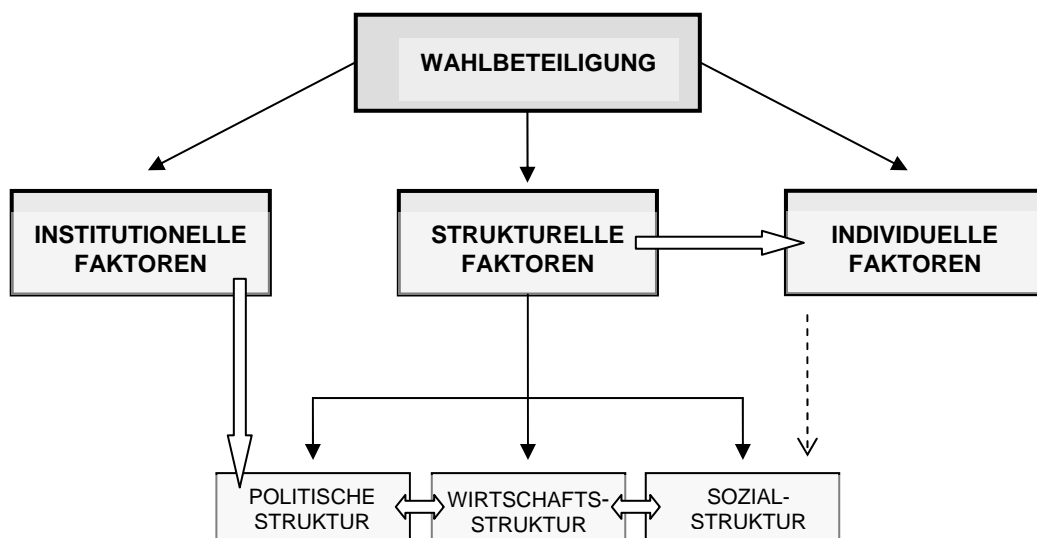 WAHLBETEILIGUNG
INSTITUTIONELLE
FAKTOREN
STRUKTURELLE
FAKTOREN
INDIVIDUELLE
FAKTOREN
POLITISCHE
STRUKTUR
WIRTSCHAFTS-
STRUKTUR
SOZIAL-
STRUKTUR